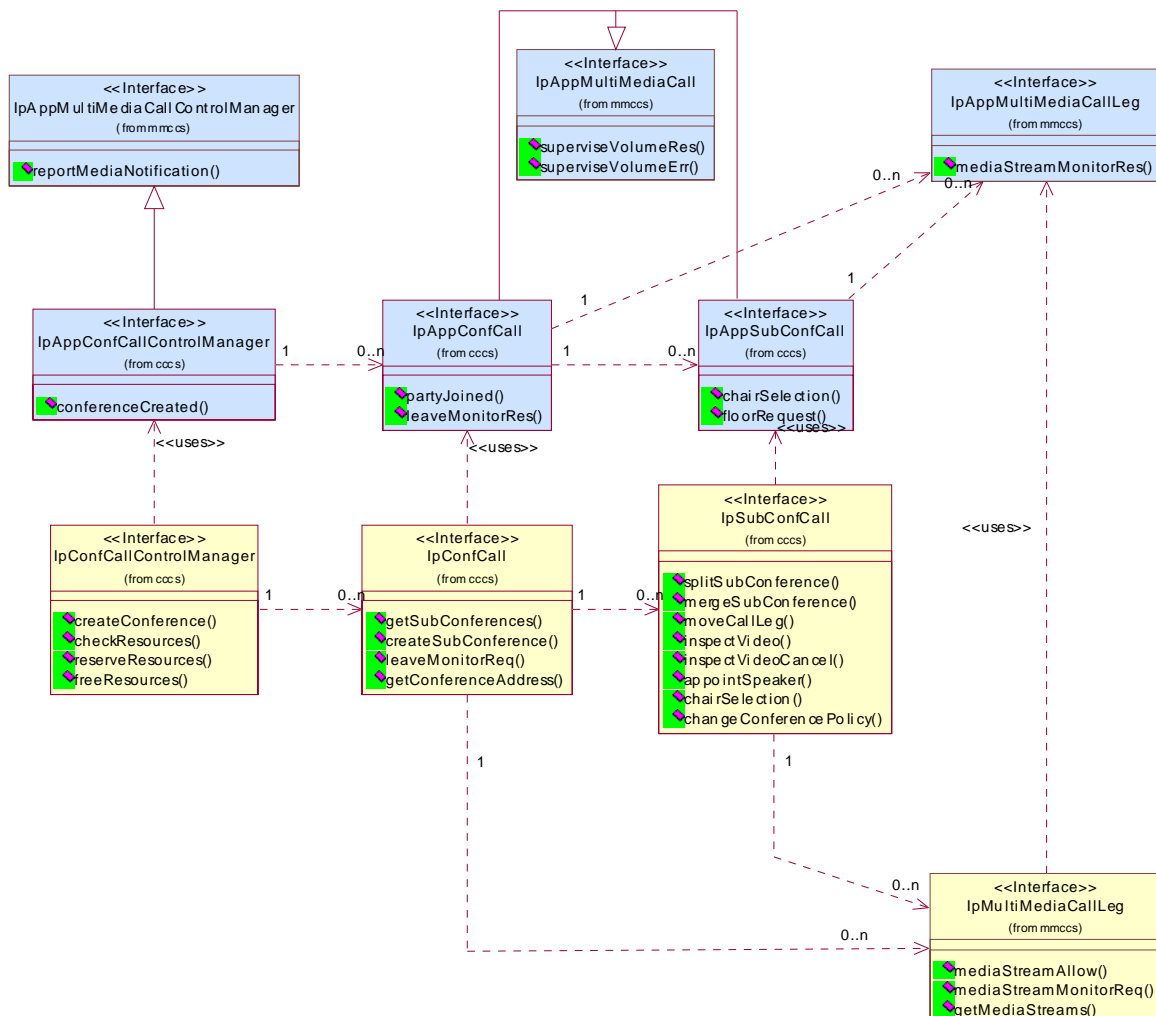 <<Interface>>
IpAppMultiMediaCallControlManager
(from mmccs)
reportMediaNotification()
<<Interface>>
IpAppMultiMediaCall
(from mmccs)
superviseVolumeRes()
superviseVolumeErr()
<<Interface>>
IpAppMultiMediaCallLeg
(from mmccs)
mediaStreamMonitorRes()
0..n
0..n
1
1
<<Interface>>
IpAppConfCallControlManager
(from cccs)
conferenceCreated()
1
0..n
<<Interface>>
IpAppConfCall
(from cccs)
partyJoined()
leaveMonitorRes()
1
0..n
<<Interface>>
IpAppSubConfCall
(from cccs)
chairSelection()
floorRequest()
<<uses>>
<<uses>>
<<uses>>
<<uses>>
<<Interface>>
IpConfCallControlManager
(from cccs)
createConference()
checkResources()
reserveResources()
freeResources()
1
0..n
<<Interface>>
IpConfCall
(from cccs)
getSubConferences()
createSubConference()
leaveMonitorReq()
getConferenceAddress()
1
0..n
<<Interface>>
IpSubConfCall
(from cccs)
splitSubConference()
mergeSubConference()
moveCallLeg()
inspectVideo()
inspectVideoCancel()
appointSpeaker()
chairSelection()
changeConferencePolicy()
1
1
0..n
0..n
<<Interface>>
IpMultiMediaCallLeg
(from mmccs)
mediaStreamAllow()
mediaStreamMonitorReq()
getMediaStreams()